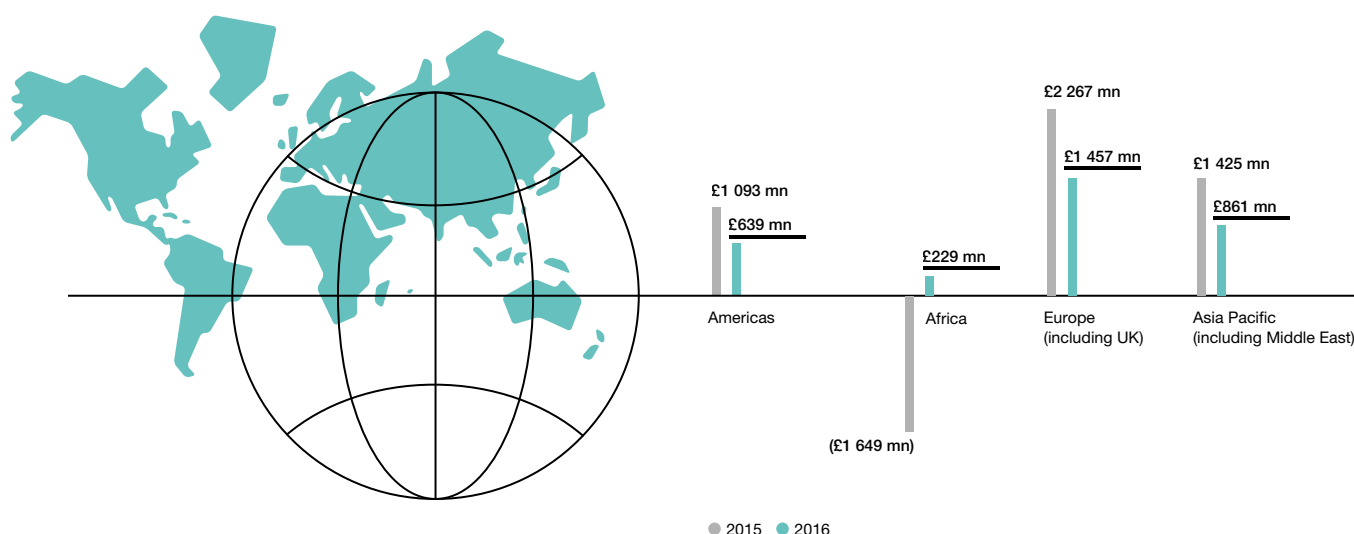 £1 093 mn
£639 mn
Americas
(£1 649 mn)
£229 mn
Africa
£2 267 mn
£1 457 mn
Europe
(including UK)
£1 425 mn
£861 mn
Asia Pacific
(including Middle East)
2015 2016